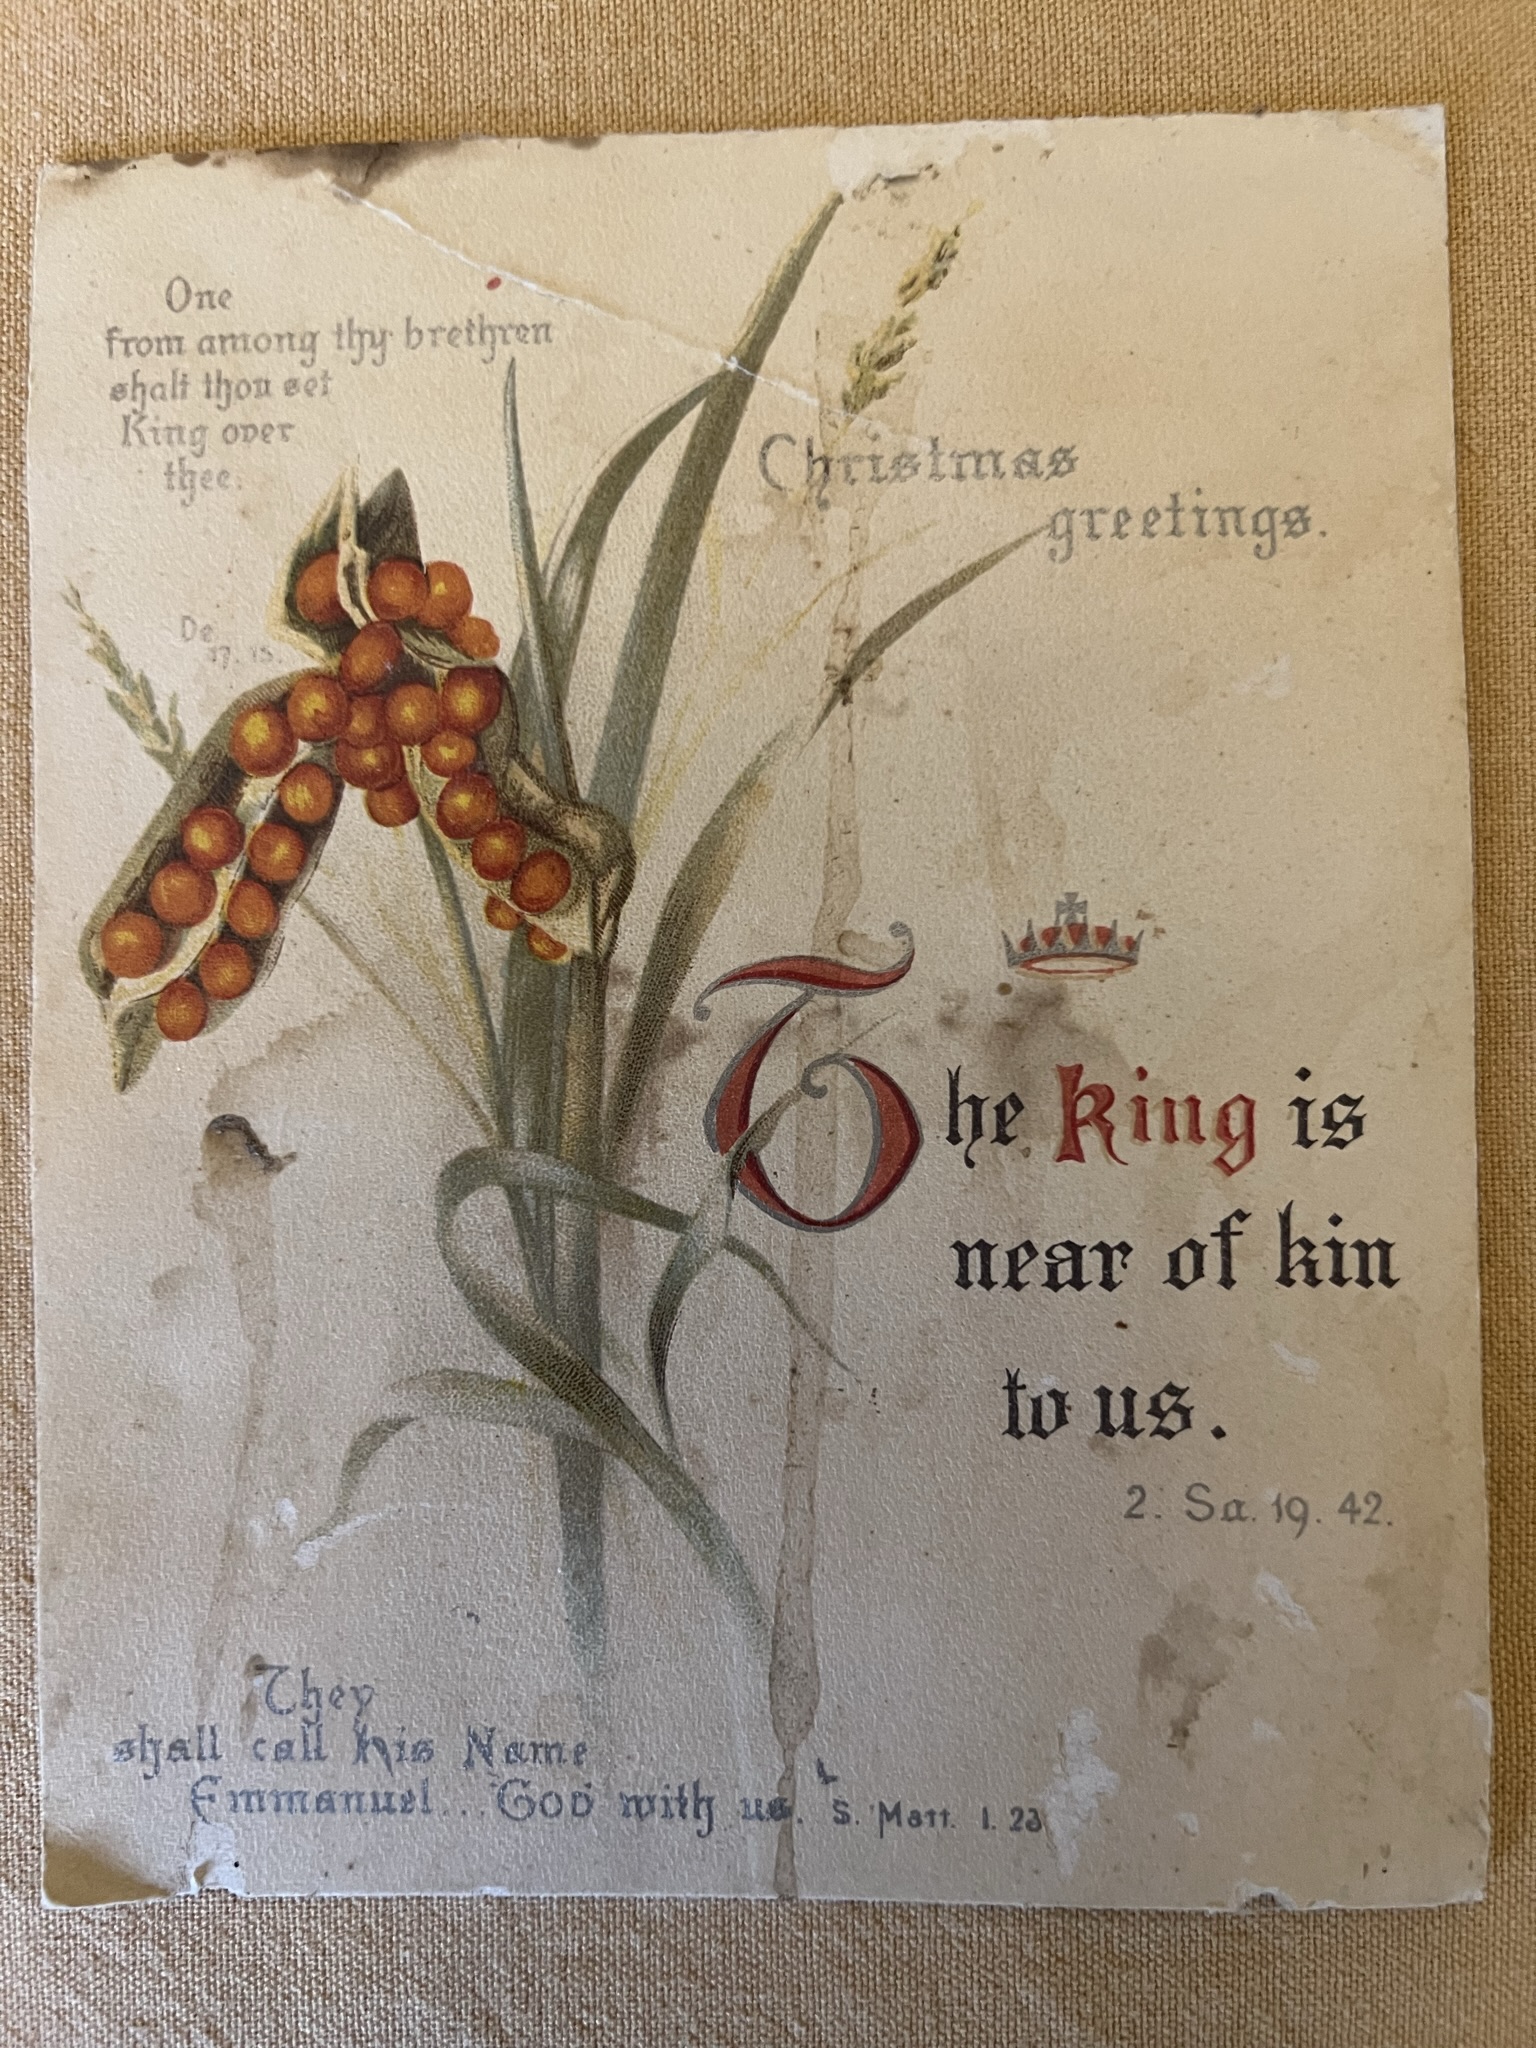 One
from among thy brethren
shalt thou set
King over
thee.
De.
17. 15.
Christmas
greetings.
The King is
near of kin
to us.
2. Sa. 19. 42.
They
shall call his Name
Emmanuel... God with us. S. Matt. 1. 23